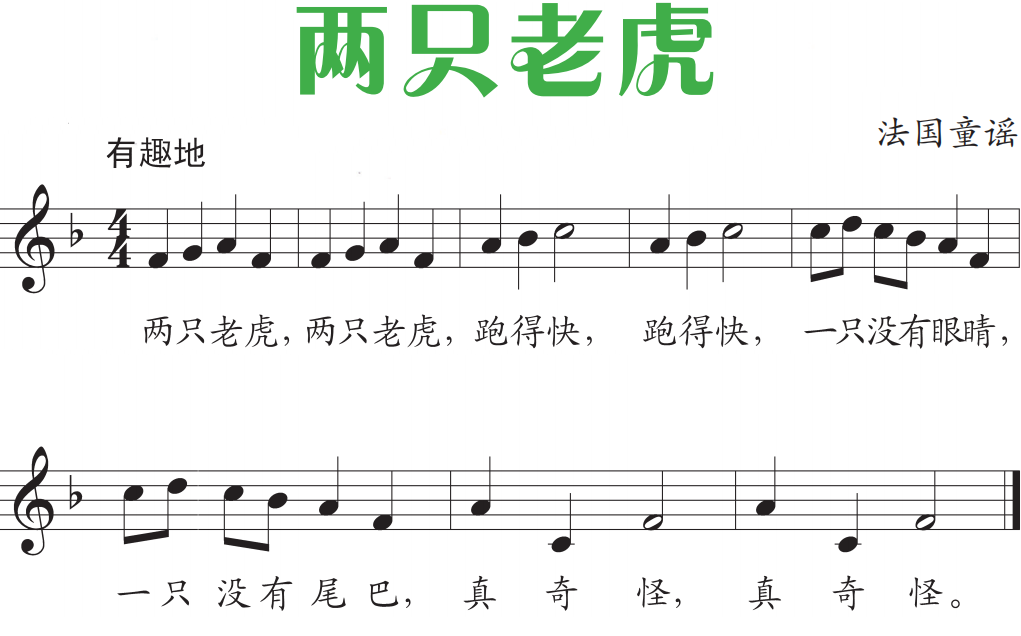 两只老虎
法国童谣
有趣地
4
4
两只老虎，两只老虎，跑得快， 跑得快， 一只没有眼睛，
一只没有尾巴， 真奇怪， 真奇怪。